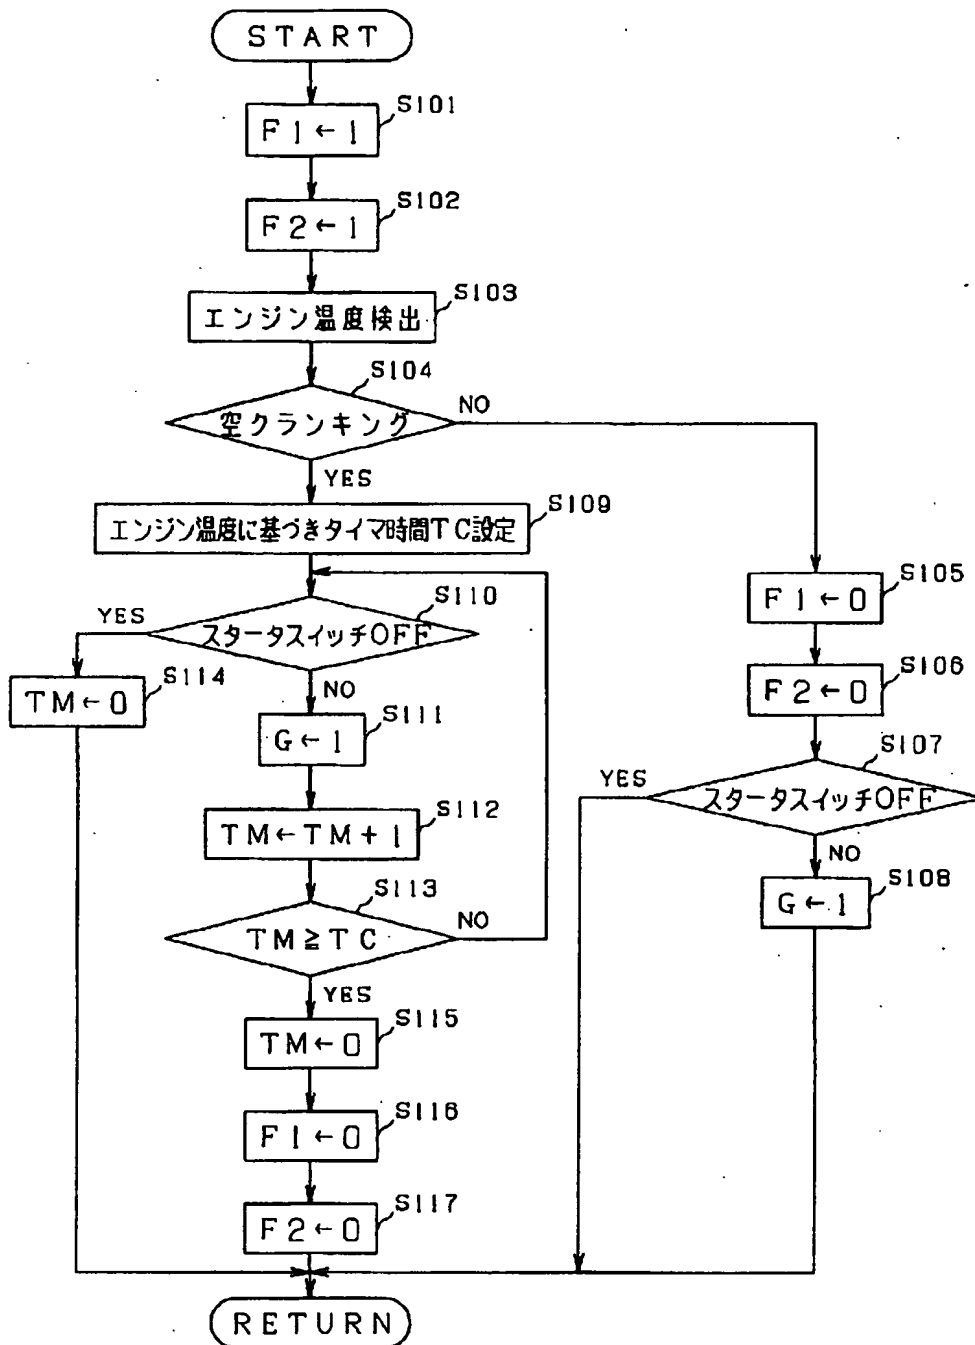 START
S101
F1←1
S102
F2←1
S103
エンジン温度検出
S104
空クランキング
NO
YES
S109
エンジン温度に基づきタイマ時間TC設定
S105
F1←0
S110
YES
スタータスイッチOFF
S106
F2←0
S114
TM←0
NO
S111
G←1
S107
YES
スタータスイッチOFF
S112
TM←TM+1
NO
S108
G←1
S113
NO
TM≧TC
YES
S115
TM←0
S116
F1←0
S117
F2←0
RETURN